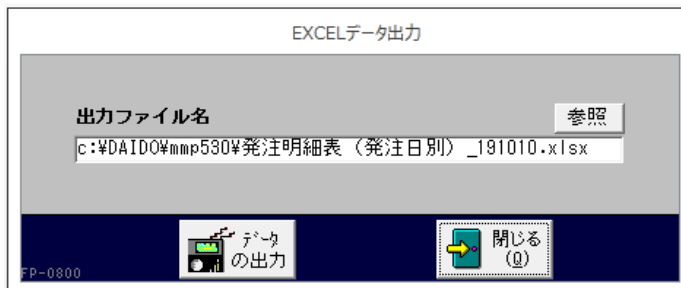 EXCELデータ出力
出力ファイル名
参照
c:¥DAIDO¥mmp530¥発注明細表（発注日別）_191010.xlsx
データ
の出力
閉じる
(Q)
FP-0800